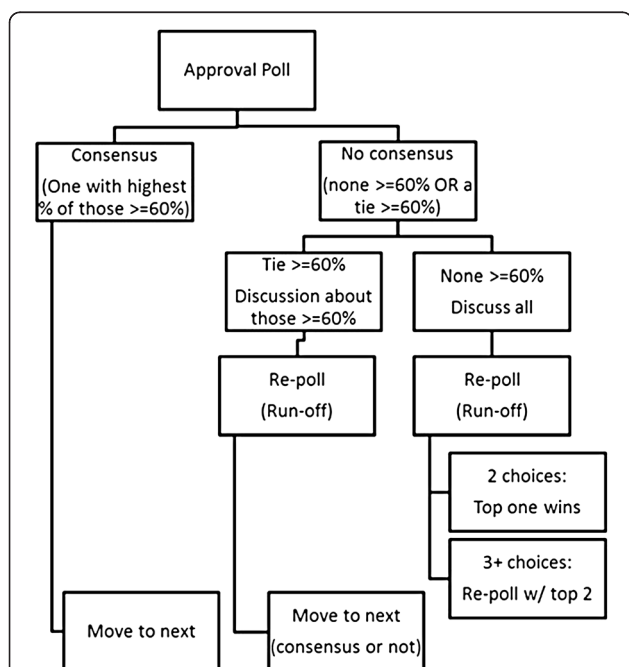 Approval Poll
Consensus
(One with highest
% of those >=60%)
No consensus
(none >=60% OR a
tie >=60%)
Tie >=60%
Discussion about
those >=60%
None >=60%
Discuss all
Re-poll
(Run-off)
Re-poll
(Run-off)
2 choices:
Top one wins
3+ choices:
Re-poll w/ top 2
Move to next
Move to next
(consensus or not)